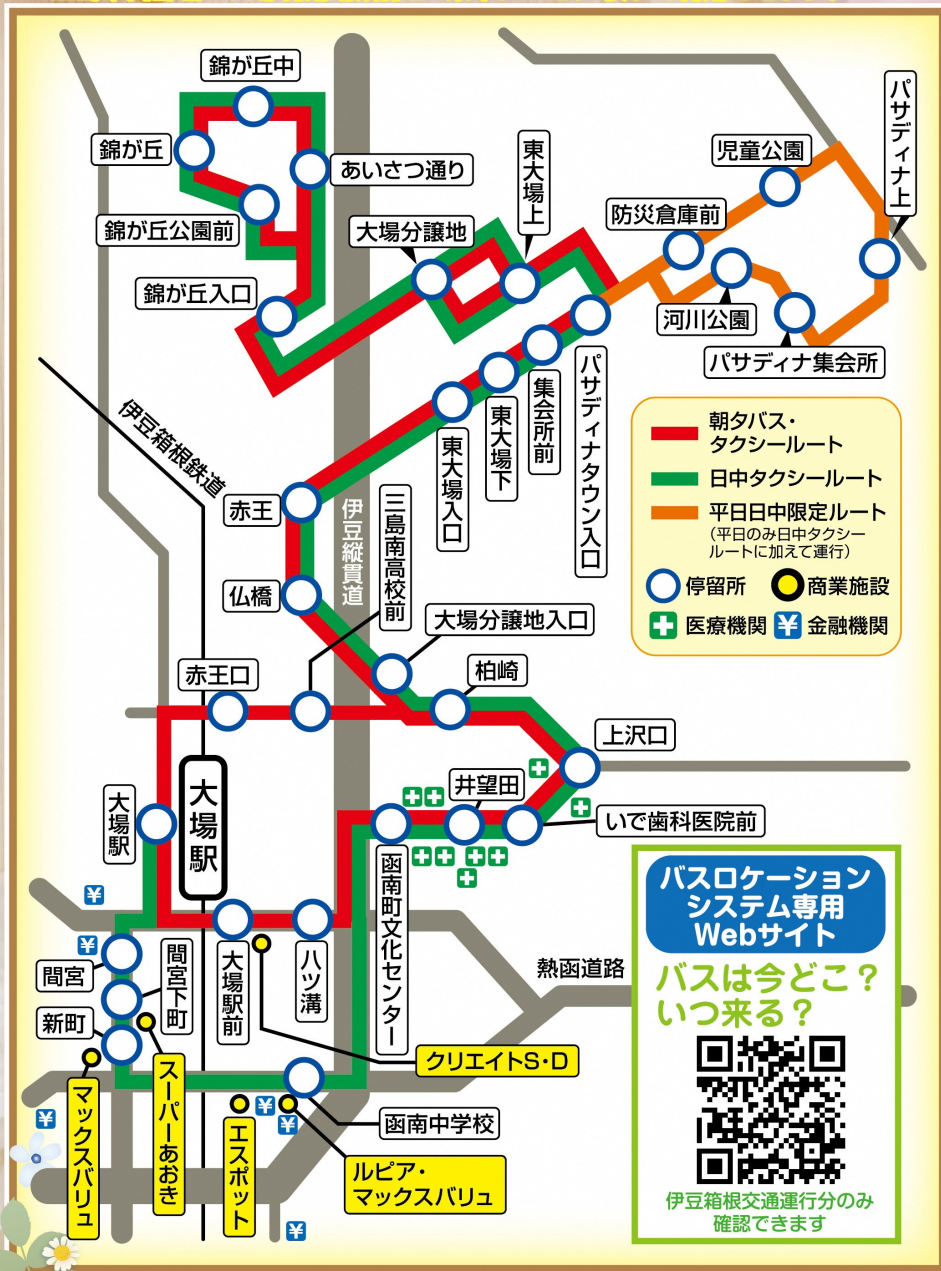 錦が丘中
錦が丘
あいさつ通り
錦が丘公園前
錦が丘入口
大場分譲地
東大場上
児童公園
防災倉庫前
パサディナ上
河川公園
パサディナ集会所
パサディナタウン入口
集会所前
東大場下
東大場入口
伊豆箱根鉄道
伊豆縦貫道
赤王
仏橋
三島南高校前
大場分譲地入口
赤王口
柏崎
上沢口
井望田
いで歯科医院前
大場駅
大場駅
函南町文化センター
間宮
間宮下町
新町
大場駅前
八ツ溝
熱函道路
クリエイトS・D
函南中学校
マックスバリュ
スーパーあおき
エスポット
ルピア・
マックスバリュ
朝夕バス・
タクシールート
日中タクシールート
平日日中限定ルート
(平日のみ日中タクシー
ルートに加えて運行)
停留所
商業施設
医療機関
¥ 金融機関
バスロケーション
システム専用
Webサイト
バスは今どこ？
いつ来る？
伊豆箱根交通運行分のみ
確認できます
¥
¥
¥
¥
¥
¥